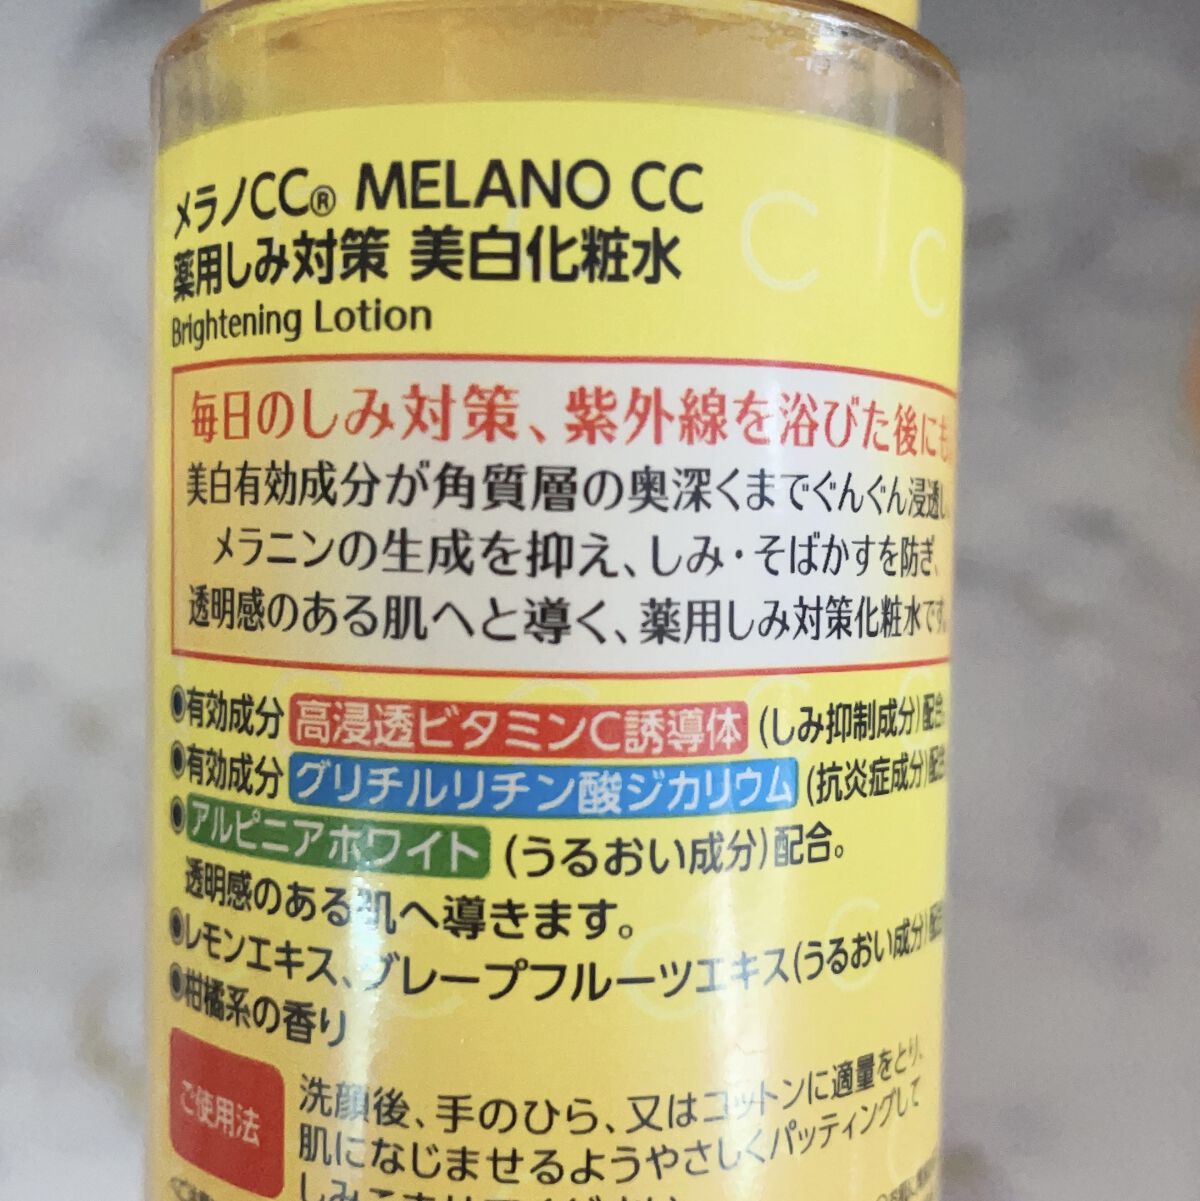 メラノCC® MELANO CC
薬用しみ対策 美白化粧水
Brightening Lotion
毎日のしみ対策、紫外線を浴びた後にも
美白有効成分が角質層の奥深くまでぐんぐん浸透し
メラニンの生成を抑え、しみ・そばかすを防ぎ、
透明感のある肌へと導く、薬用しみ対策化粧水です。
●有効成分 高浸透ビタミンC誘導体 (しみ抑制成分)配合
●有効成分 グリチルリチン酸ジカリウム (抗炎症成分)配合
●アルピニアホワイト (うるおい成分)配合。
透明感のある肌へ導きます。
●レモンエキス、グレープフルーツエキス(うるおい成分)配合
●柑橘系の香り
ご使用法
洗顔後、手のひら、又はコットンに適量をとり、
肌になじませるようやさしくパッティングして